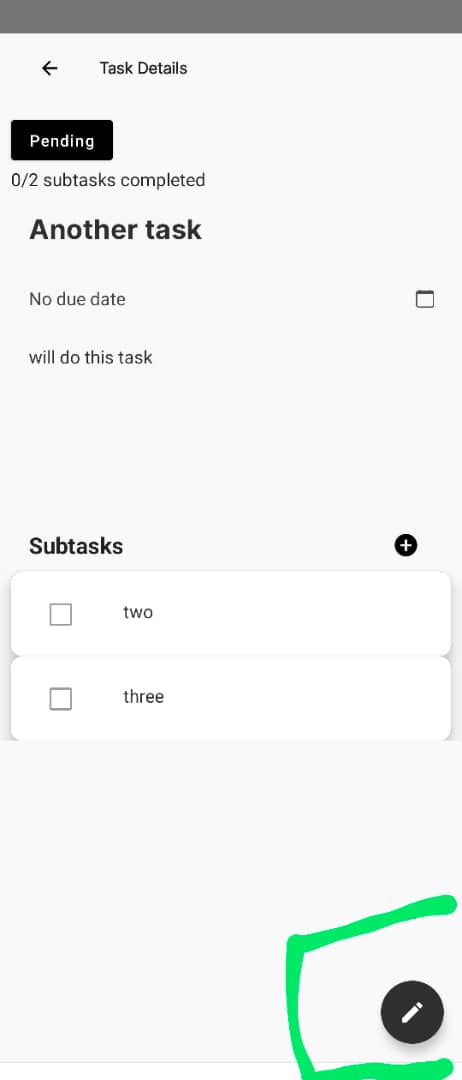 Task Details
Pending
0/2 subtasks completed
Another task
No due date
will do this task
Subtasks
two
three